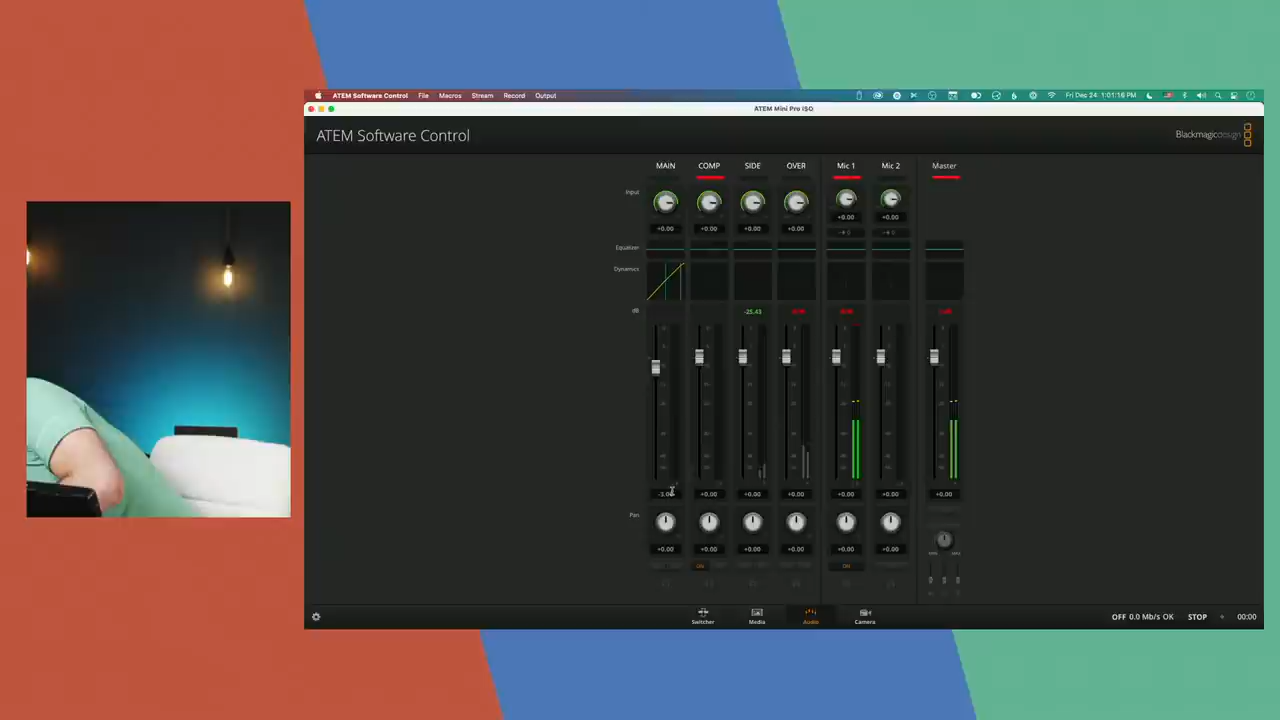 ATEM Software Control File Macros Stream Record Output
Fri Dec 24 1:01:16 PM
ATEM Mini Pro ISO
ATEM Software Control
Blackmagicdesign
MAIN COMP SIDE OVER Mic 1 Mic 2 Master
Input
+0.00 +0.00 +0.00 +0.00 +0.00 +0.00
Equalizer
Dynamics
dB
-25.43
+0.00 +0.00 +0.00 +0.00 +0.00 +0.00
Pan
+0.00 +0.00 +0.00 +0.00 +0.00 +0.00
ON ON
Switcher Media Audio Camera
OFF 0.0 Mb/s OK STOP 00:00